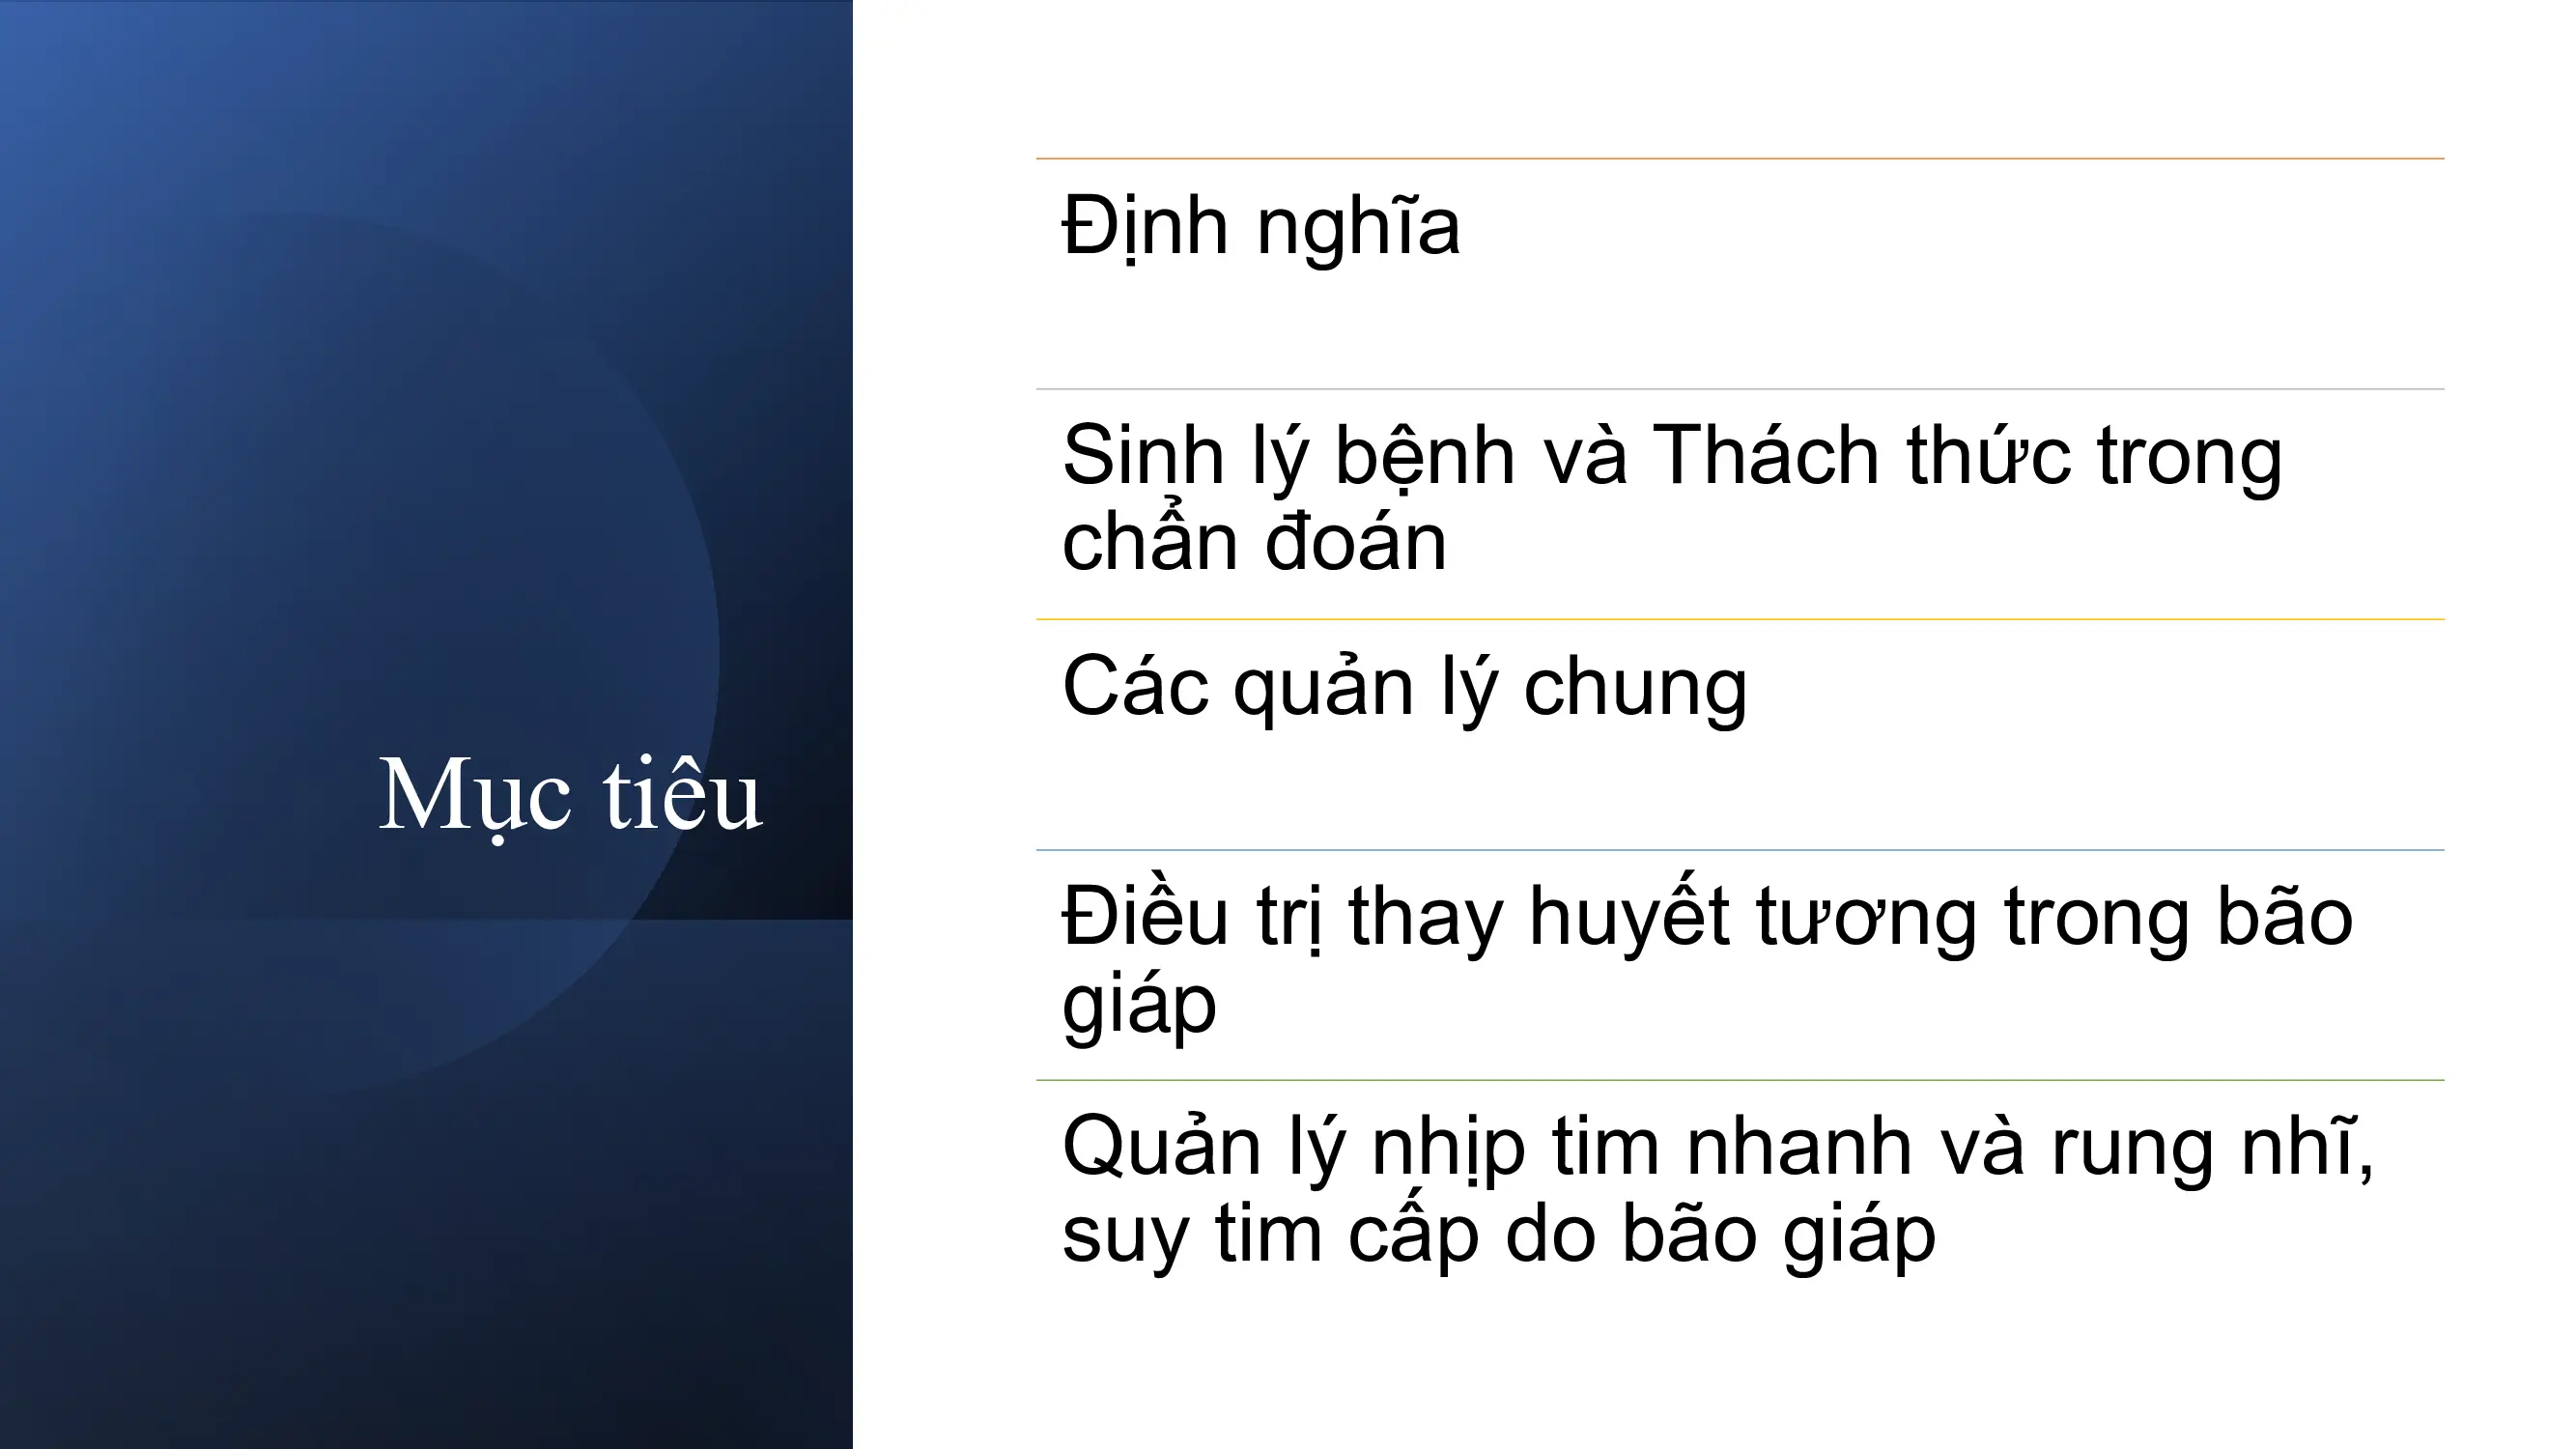 Mục tiêu
Định nghĩa
Sinh lý bệnh và Thách thức trong
chẩn đoán
Các quản lý chung
Điều trị thay huyết tương trong bão
giáp
Quản lý nhịp tim nhanh và rung nhĩ,
suy tim cấp do bão giáp